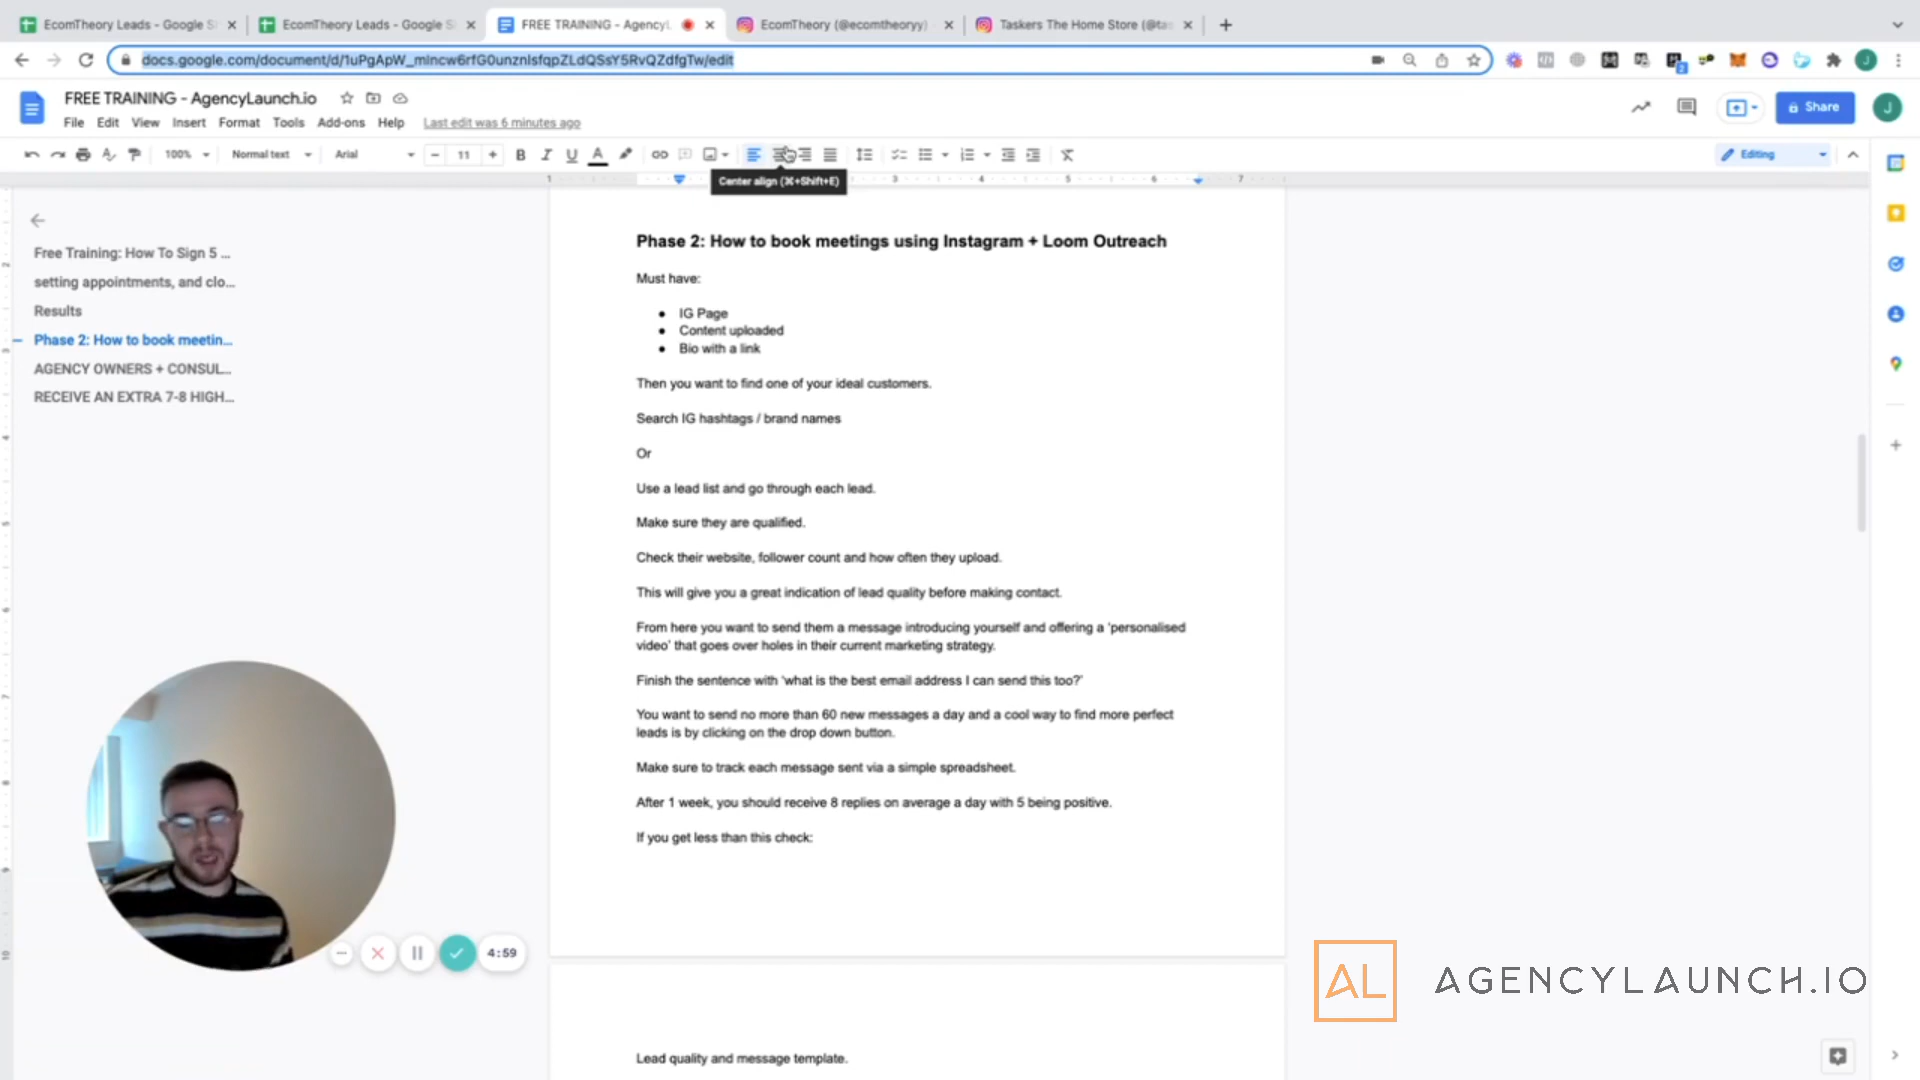 EcomTheory Leads - Google S
EcomTheory Leads - Google S
FREE TRAINING - AgencyL
EcomTheory (@ecomtheoryy)
Taskers The Home Store (@tas
docs.google.com/document/d/1uPgApW_mlncw6rfG0unznlsfqpZLdQSsY5RvQZdfgTw/edit
FREE TRAINING - AgencyLaunch.io
File Edit View Insert Format Tools Add-ons Help Last edit was 6 minutes ago
Share
J
J
100% Normal text Arial 11 B I U A
Editing
Center align (⌘+Shift+E)
1 3 4 5 6 7
Free Training: How To Sign 5 ...
setting appointments, and clo...
Results
Phase 2: How to book meetin...
AGENCY OWNERS + CONSUL...
RECEIVE AN EXTRA 7-8 HIGH...
Phase 2: How to book meetings using Instagram + Loom Outreach
Must have:
● IG Page
● Content uploaded
● Bio with a link
Then you want to find one of your ideal customers.
Search IG hashtags / brand names
Or
Use a lead list and go through each lead.
Make sure they are qualified.
Check their website, follower count and how often they upload.
This will give you a great indication of lead quality before making contact.
From here you want to send them a message introducing yourself and offering a ‘personalised
video’ that goes over holes in their current marketing strategy.
Finish the sentence with ‘what is the best email address I can send this too?’
You want to send no more than 60 new messages a day and a cool way to find more perfect
leads is by clicking on the drop down button.
Make sure to track each message sent via a simple spreadsheet.
After 1 week, you should receive 8 replies on average a day with 5 being positive.
If you get less than this check:
4:59
AL AGENCYLAUNCH.IO
Lead quality and message template.